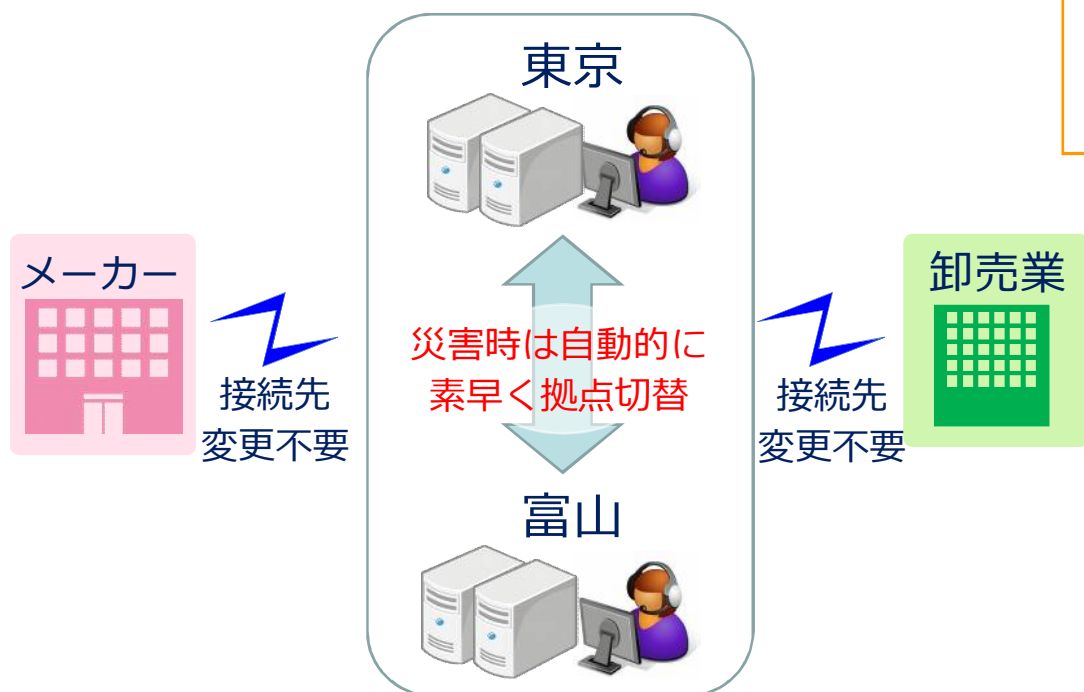 東京
メーカー
接続先
変更不要
災害時は自動的に
素早く拠点切替
卸売業
接続先
変更不要
富山